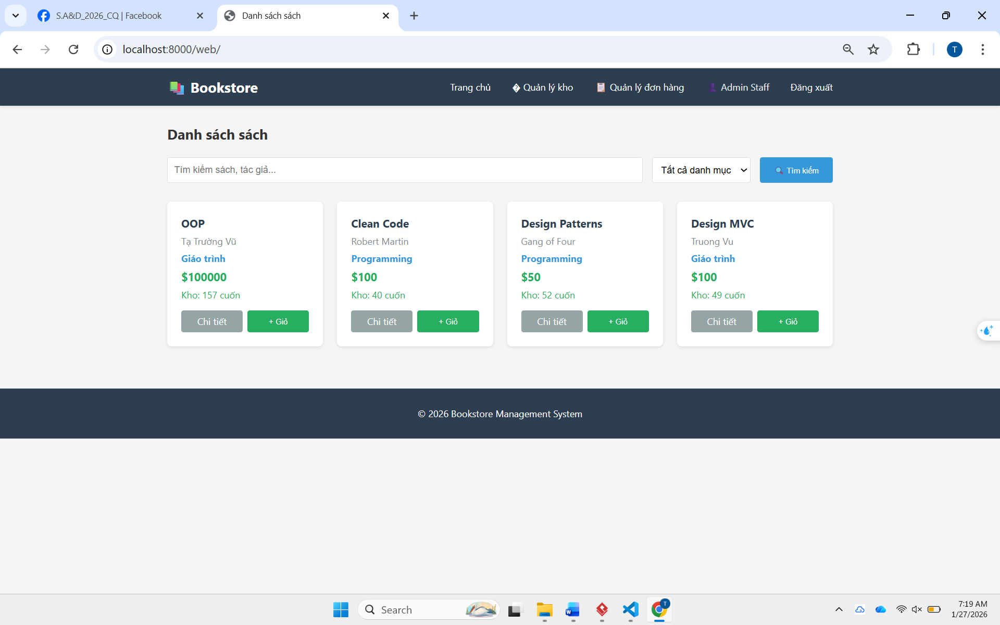 S.A&D_2026_CQ | Facebook
Danh sách sách
localhost:8000/web/
T
Bookstore
Trang chủ
� Quản lý kho
Quản lý đơn hàng
Admin Staff
Đăng xuất
Danh sách sách
Tìm kiếm sách, tác giả...
Tất cả danh mục
Tìm kiếm
OOP
Tạ Trường Vũ
Giáo trình
$100000
Kho: 157 cuốn
Chi tiết
+ Giỏ
Clean Code
Robert Martin
Programming
$100
Kho: 40 cuốn
Chi tiết
+ Giỏ
Design Patterns
Gang of Four
Programming
$50
Kho: 52 cuốn
Chi tiết
+ Giỏ
Design MVC
Truong Vu
Giáo trình
$100
Kho: 49 cuốn
Chi tiết
+ Giỏ
© 2026 Bookstore Management System
Search
W
T
7:19 AM
1/27/2026